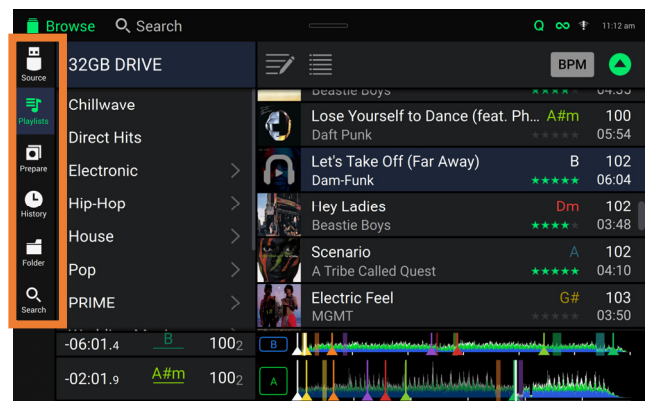 Browse Search Q 11:12 am
Source
Playlists
Prepare
History
Folder
Search
32GB DRIVE
BPM
Chillwave
Direct Hits
Electronic
Hip-Hop
House
Pop
PRIME
Beastie Boys 04:33
Lose Yourself to Dance (feat. Ph... A#m 100
Daft Punk 05:54
Let's Take Off (Far Away) B 102
Dam-Funk 06:04
Hey Ladies Dm 102
Beastie Boys 03:48
Scenario A 102
A Tribe Called Quest 04:10
Electric Feel G# 103
MGMT 03:50
-06:01.4 B 1002 B
-02:01.9 A#m 1002 A